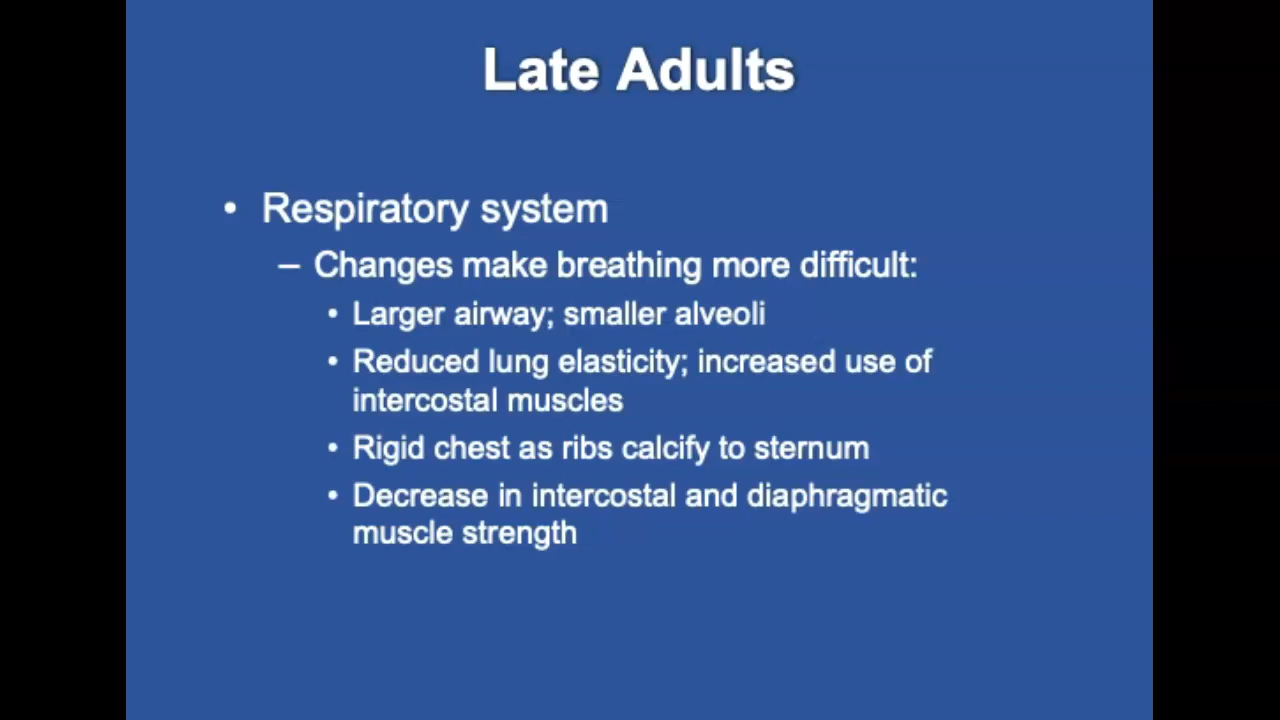 Late Adults
• Respiratory system
– Changes make breathing more difficult:
• Larger airway; smaller alveoli
• Reduced lung elasticity; increased use of
intercostal muscles
• Rigid chest as ribs calcify to sternum
• Decrease in intercostal and diaphragmatic
muscle strength